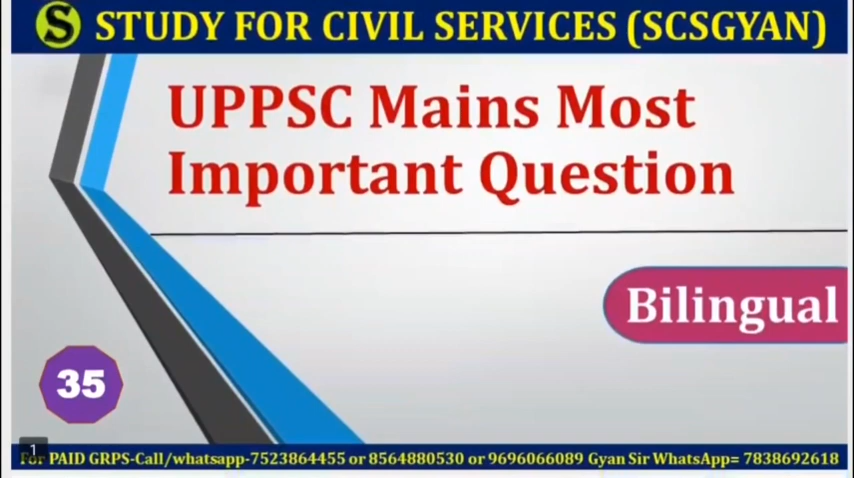 S STUDY FOR CIVIL SERVICES (SCSGYAN)
UPPSC Mains Most
Important Question
Bilingual
35
1
For PAID GRPS-Call/whatsapp-7523864455 or 8564880530 or 9696066089 Gyan Sir WhatsApp= 7838692618